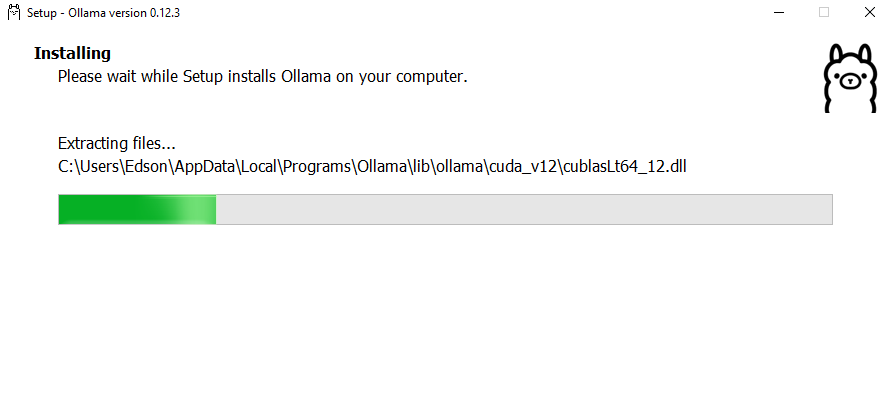 Setup - Ollama version 0.12.3
Installing
Please wait while Setup installs Ollama on your computer.
Extracting files...
C:\Users\Edson\AppData\Local\Programs\Ollama\lib\ollama\cuda_v12\cublasLt64_12.dll